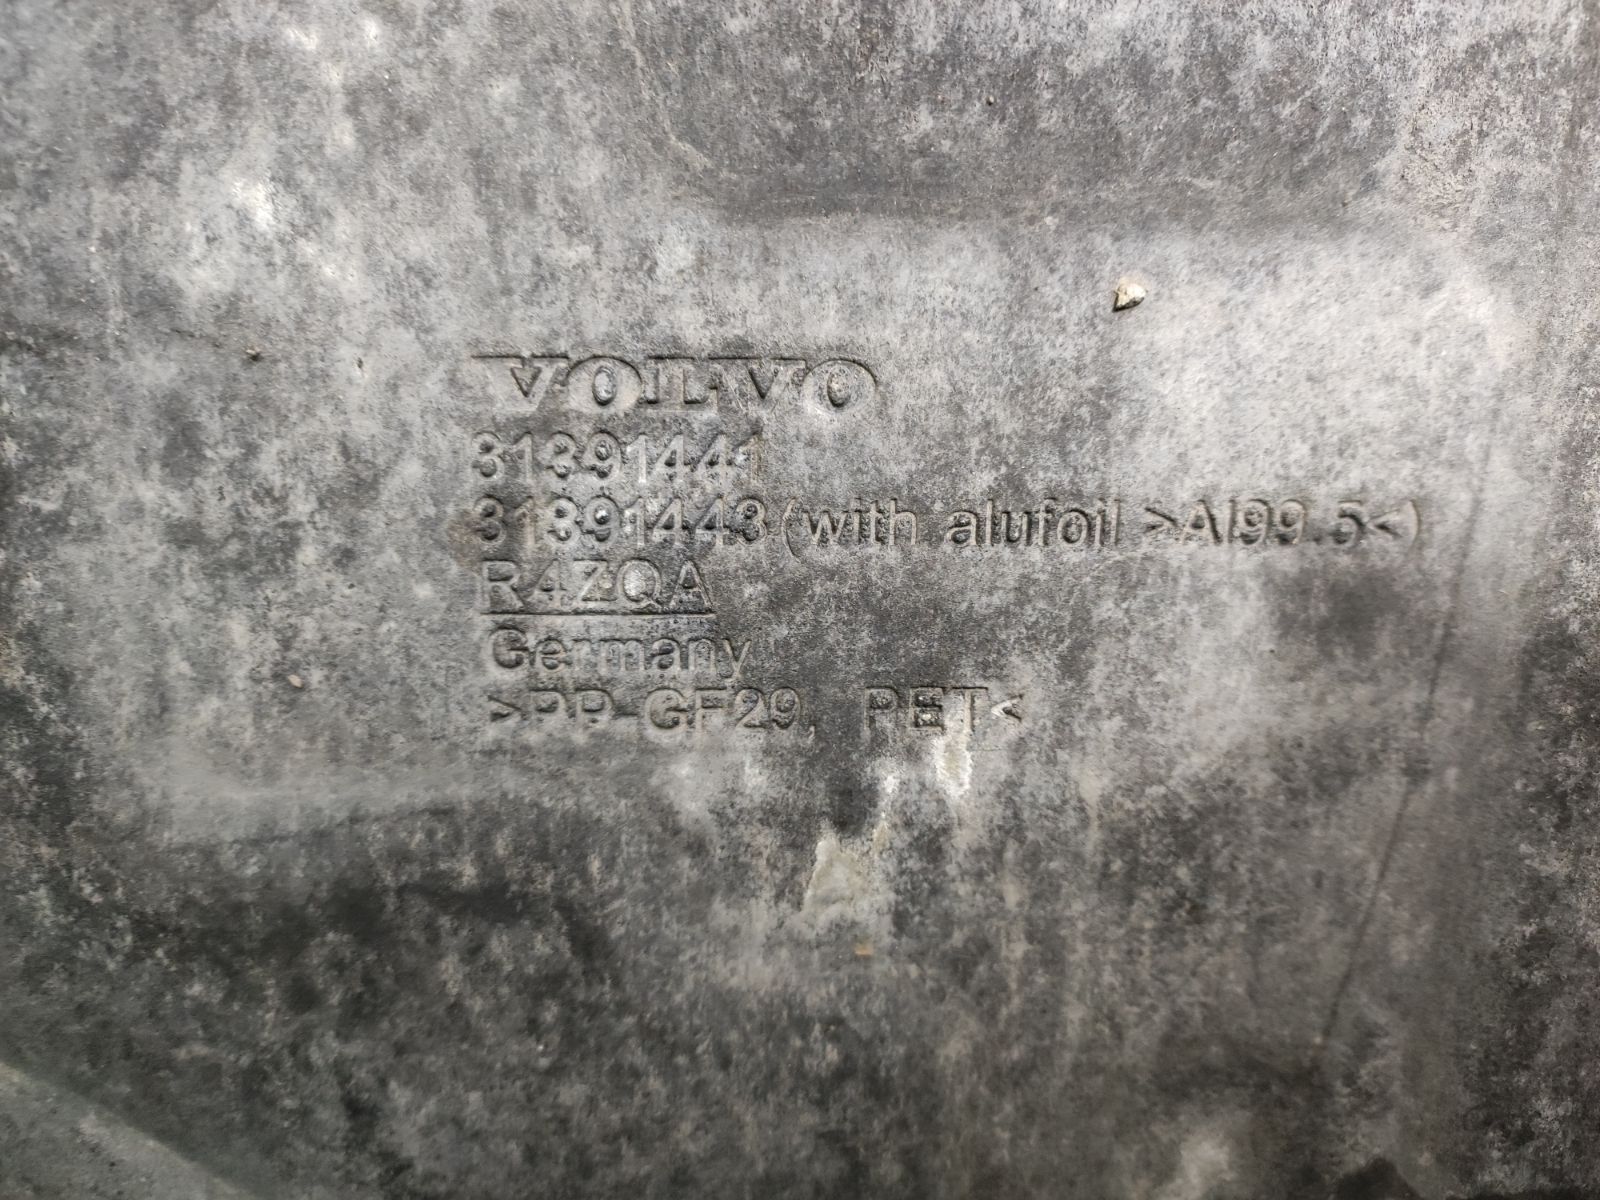 VOLVO
31391441
31391443(with alufoil >Al99.5<)
R4ZQA
Germany
>PP-GF29, PET<